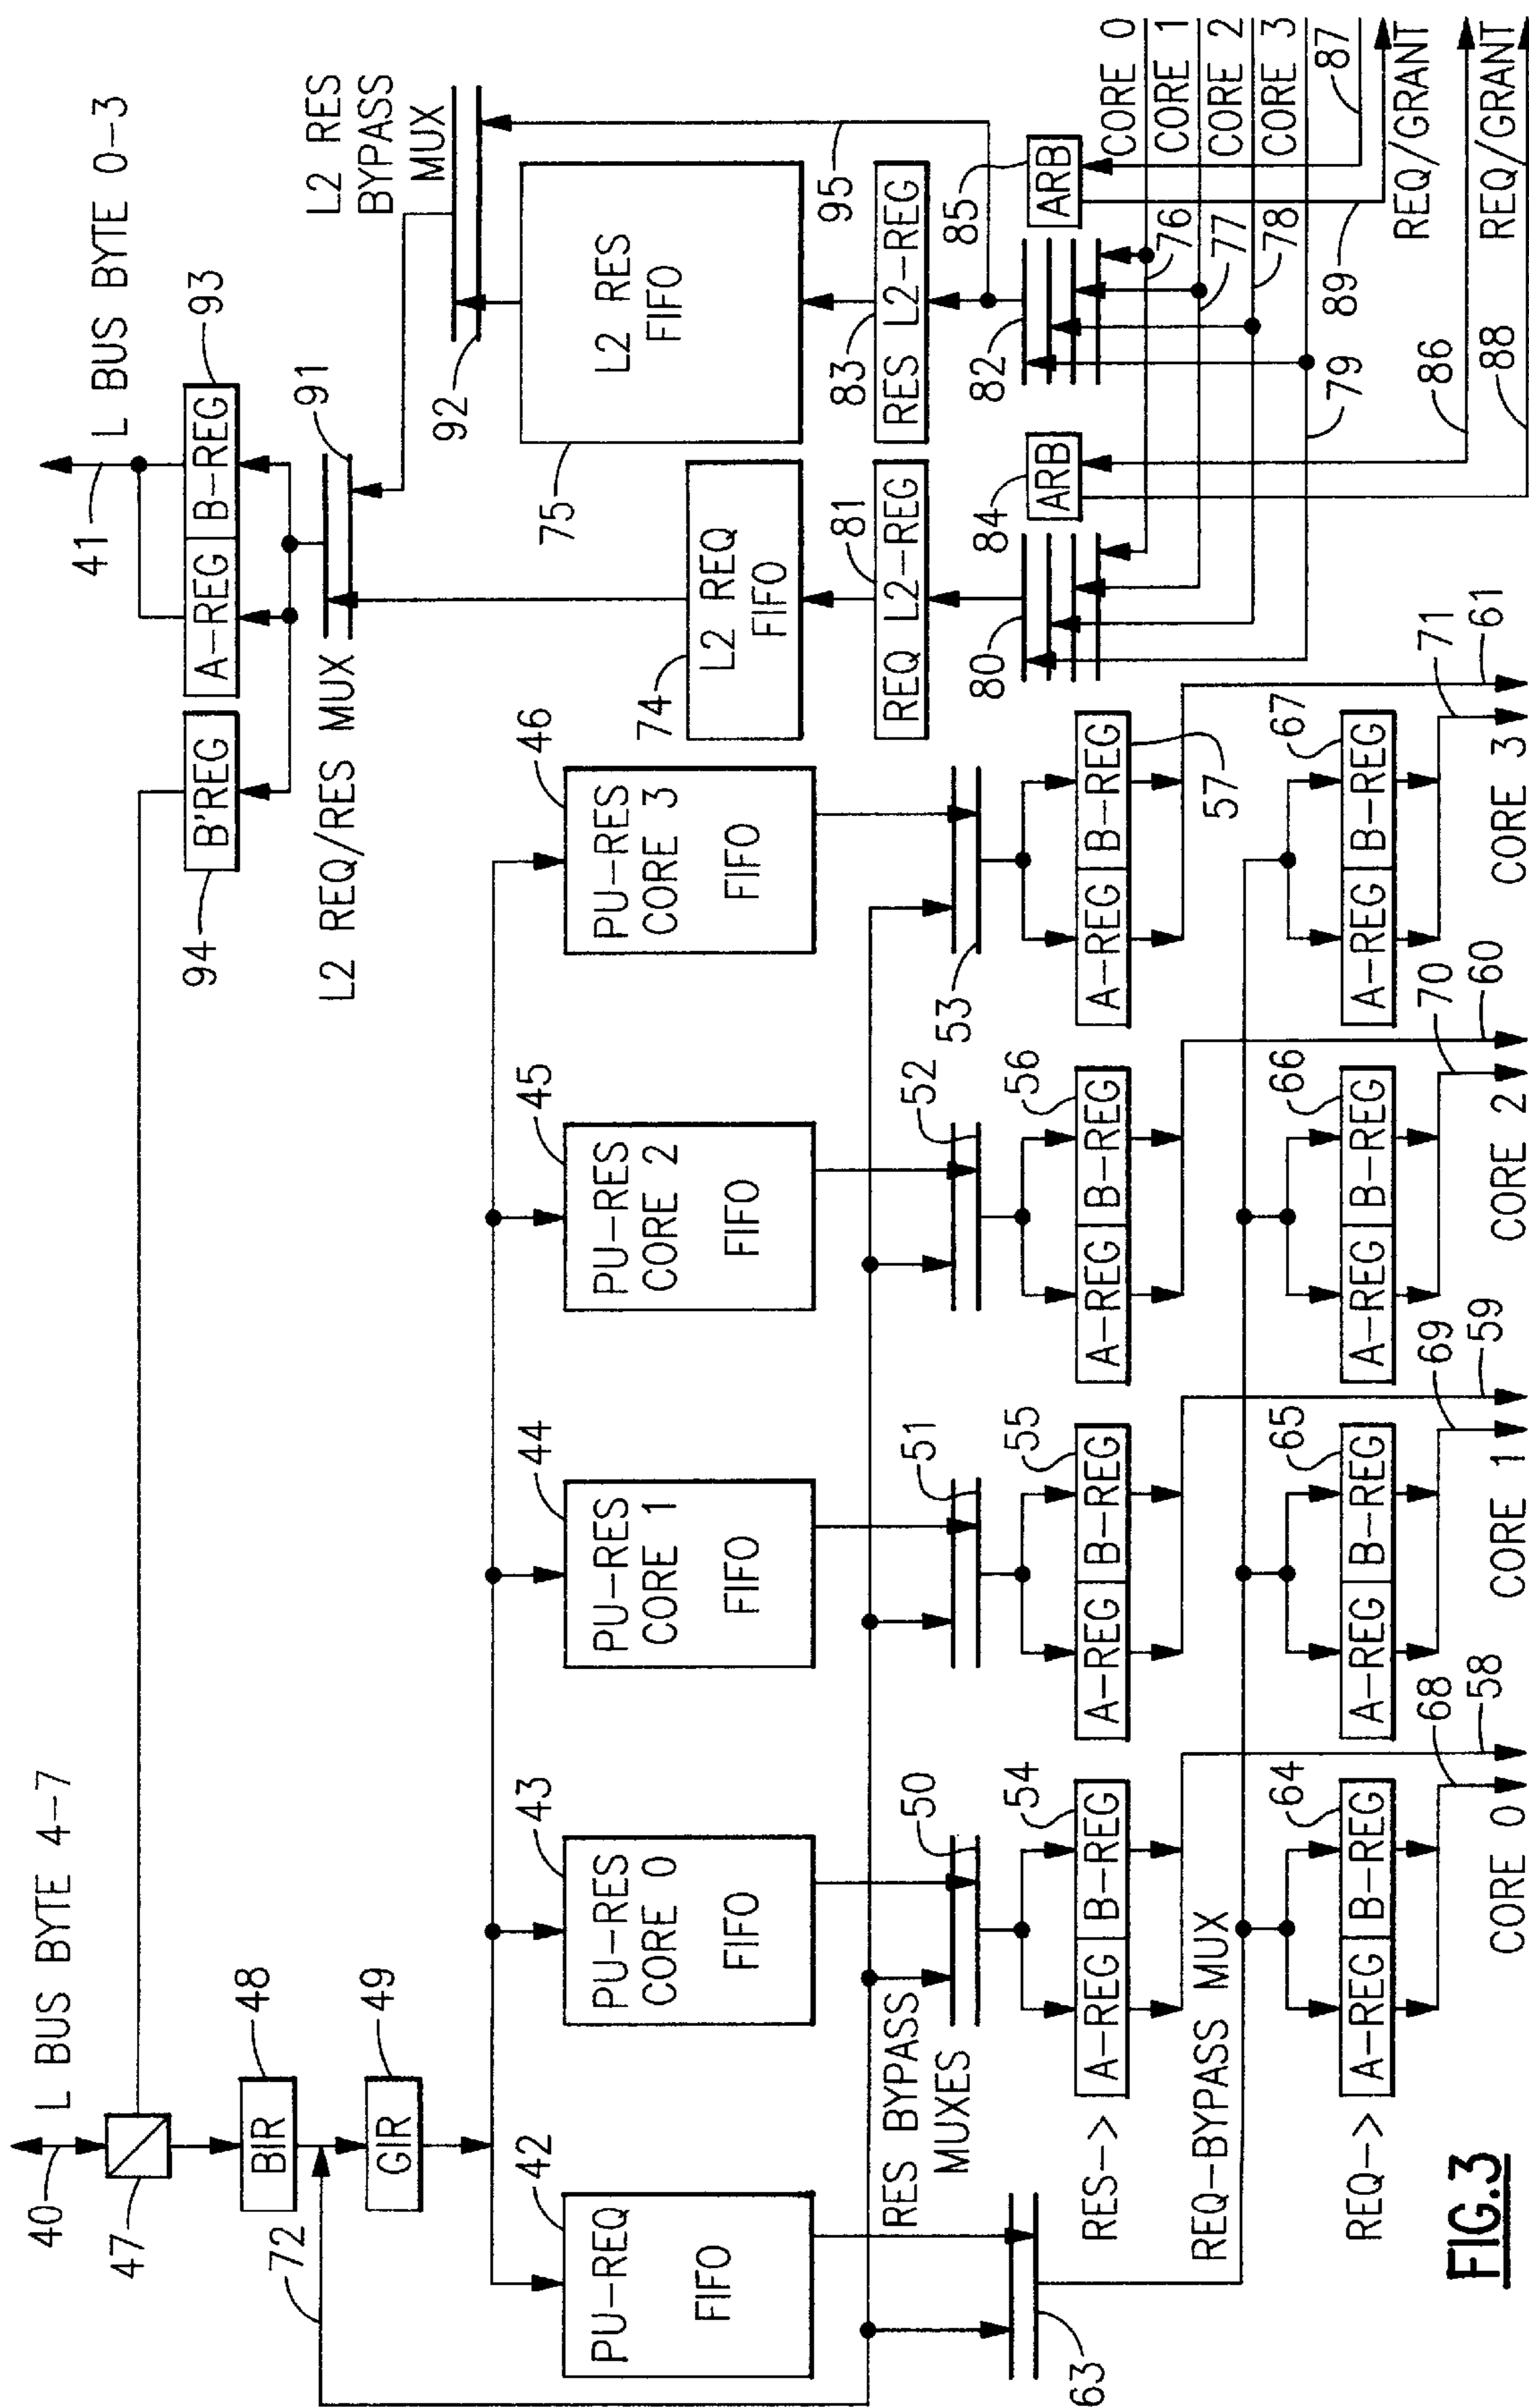 L BUS BYTE 4-7
L BUS BYTE 0-3
40
41
47
BIR
48
72
GIR
49
94
B'REG
A-REG
B-REG
93
91
L2 REQ/RES MUX
L2 RES
BYPASS
MUX
92
42
PU-REQ
FIFO
43
PU-RES
CORE 0
FIFO
44
PU-RES
CORE 1
FIFO
45
PU-RES
CORE 2
FIFO
46
PU-RES
CORE 3
FIFO
74
L2 REQ
FIFO
75
L2 RES
FIFO
81
REQ L2-REG
83
RES L2-REG
95
RES BYPASS
MUXES
50
51
52
53
63
80
84
ARB
82
85
ARB
RES->
A-REG
B-REG
54
A-REG
B-REG
55
A-REG
B-REG
56
A-REG
B-REG
57
76
77
78
79
CORE 0
CORE 1
CORE 2
CORE 3
87
89
REQ/GRANT
86
REQ/GRANT
88
REQ-BYPASS MUX
REQ->
A-REG
B-REG
64
A-REG
B-REG
65
A-REG
B-REG
66
A-REG
B-REG
67
68
58
69
59
70
60
71
61
CORE 0
CORE 1
CORE 2
CORE 3
FIG.3